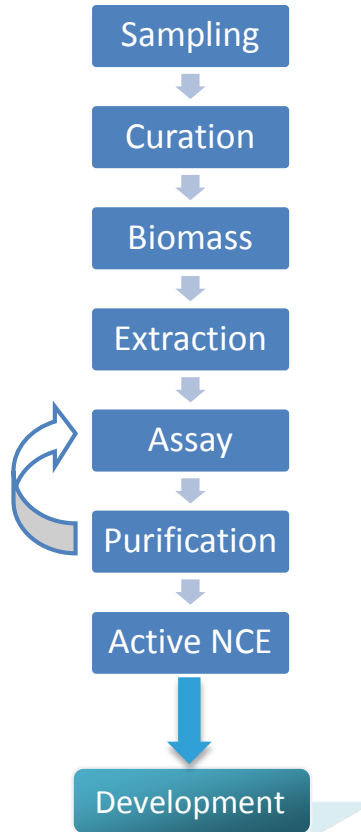 Sampling
Curation
Biomass
Extraction
Assay
Purification
Active NCE
Development